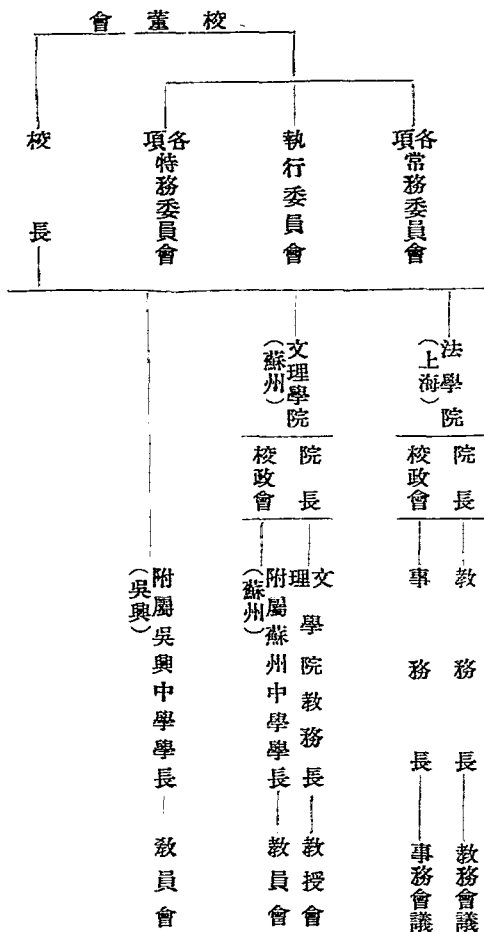 校董會
各項常務委員會
執行委員會
各項特務委員會
校長
法學院
(上海)
院長
校政會
教務長
教務會議
事務長
事務會議
文理學院
(蘇州)
院長
校政會
文理學院教務長
教授會
附屬蘇州中學學長
(蘇州)
教員會
附屬吳興中學學長
(吳興)
教員會